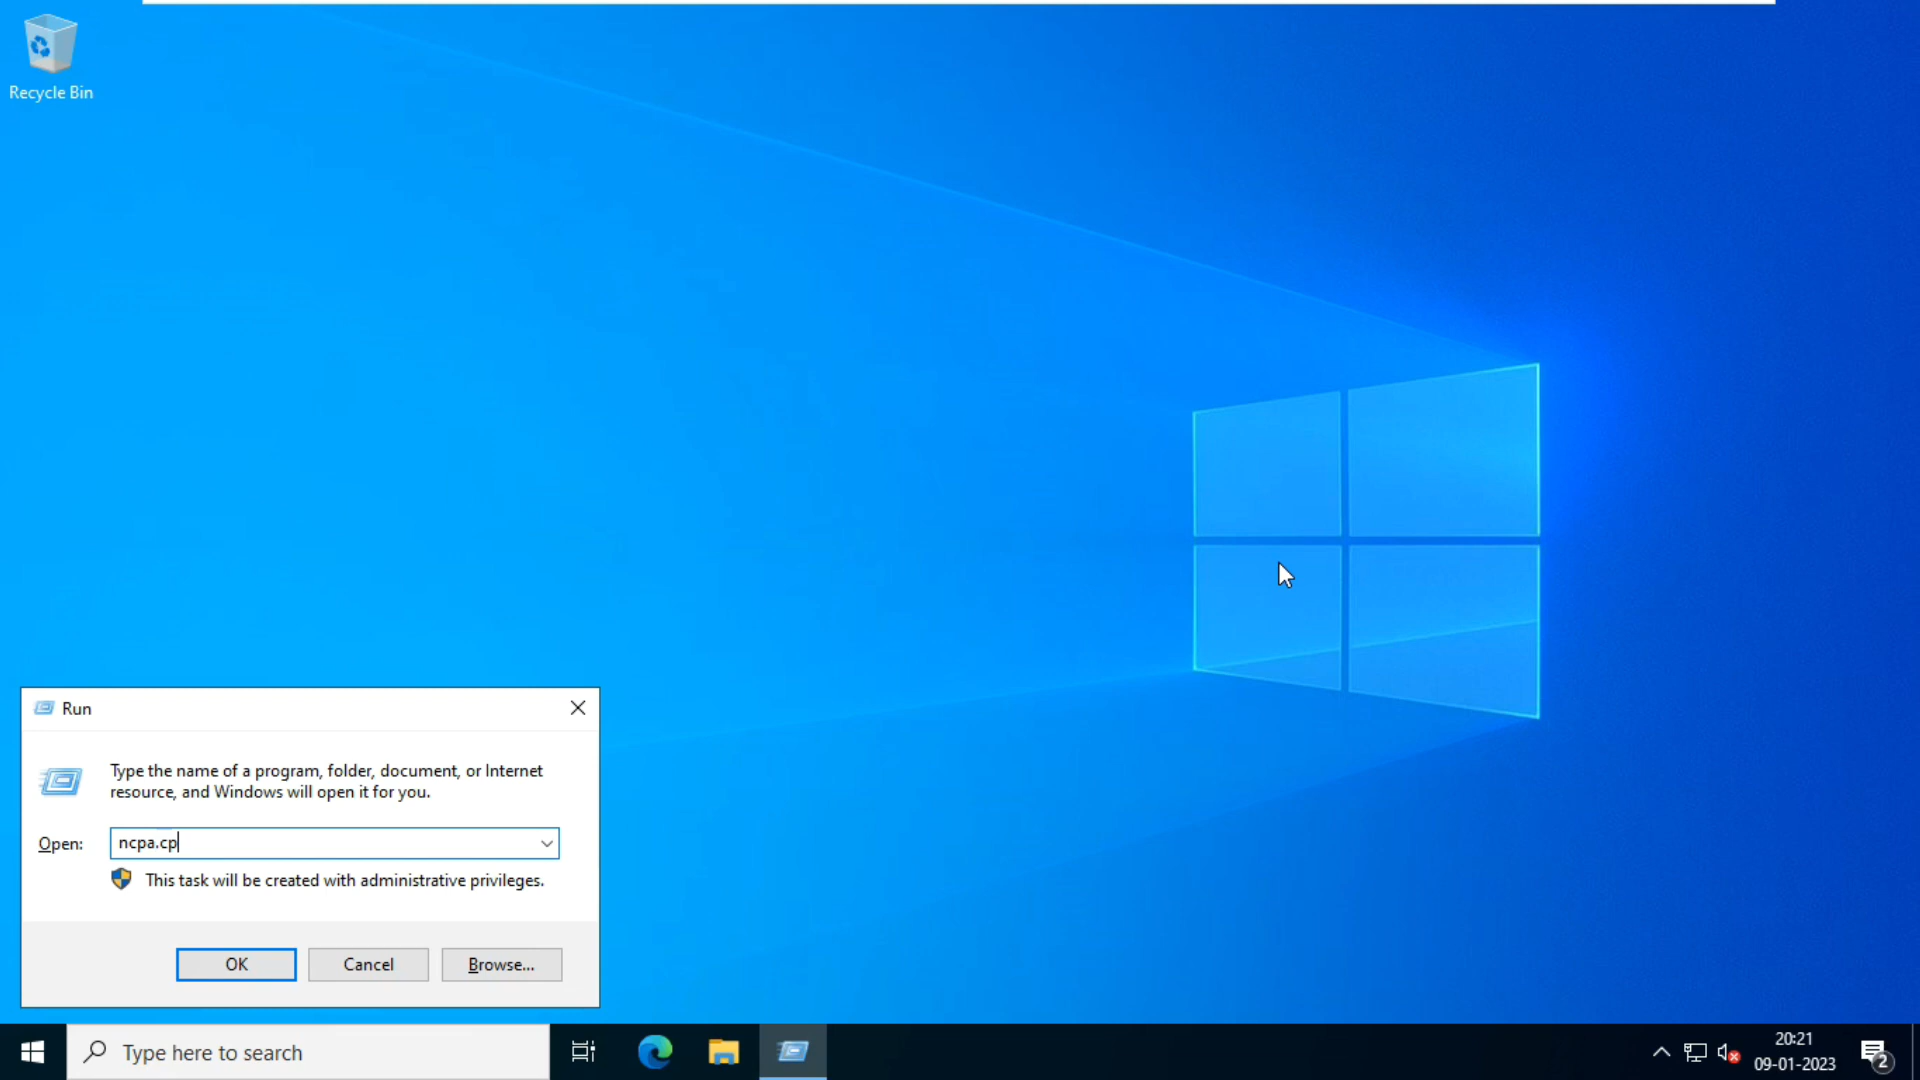 Recycle Bin
Run
Type the name of a program, folder, document, or Internet
resource, and Windows will open it for you.
Open: ncpa.cp
This task will be created with administrative privileges.
OK Cancel Browse...
Type here to search
20:21
09-01-2023
2